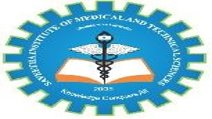 SAVEETHA INSTITUTE OF MEDICAL AND TECHNICAL SCIENCES
2005
Knowledge Conquers All